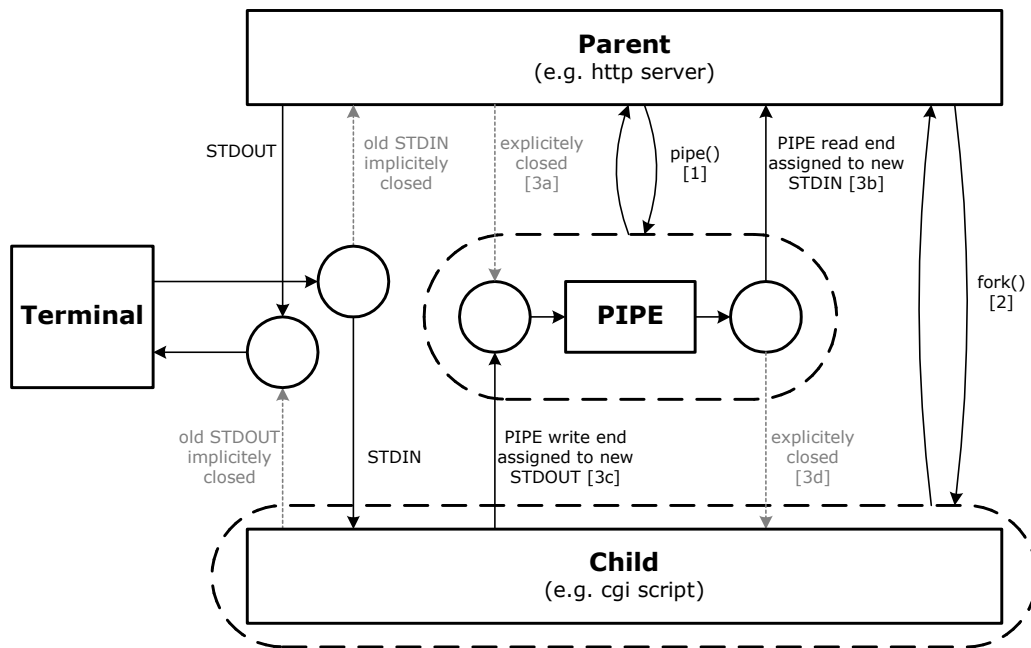 Parent
(e.g. http server)
STDOUT
old STDIN
implicitely
closed
explicitely
closed
[3a]
pipe()
[1]
PIPE read end
assigned to new
STDIN [3b]
fork()
[2]
Terminal
PIPE
old STDOUT
implicitely
closed
STDIN
PIPE write end
assigned to new
STDOUT [3c]
explicitely
closed
[3d]
Child
(e.g. cgi script)